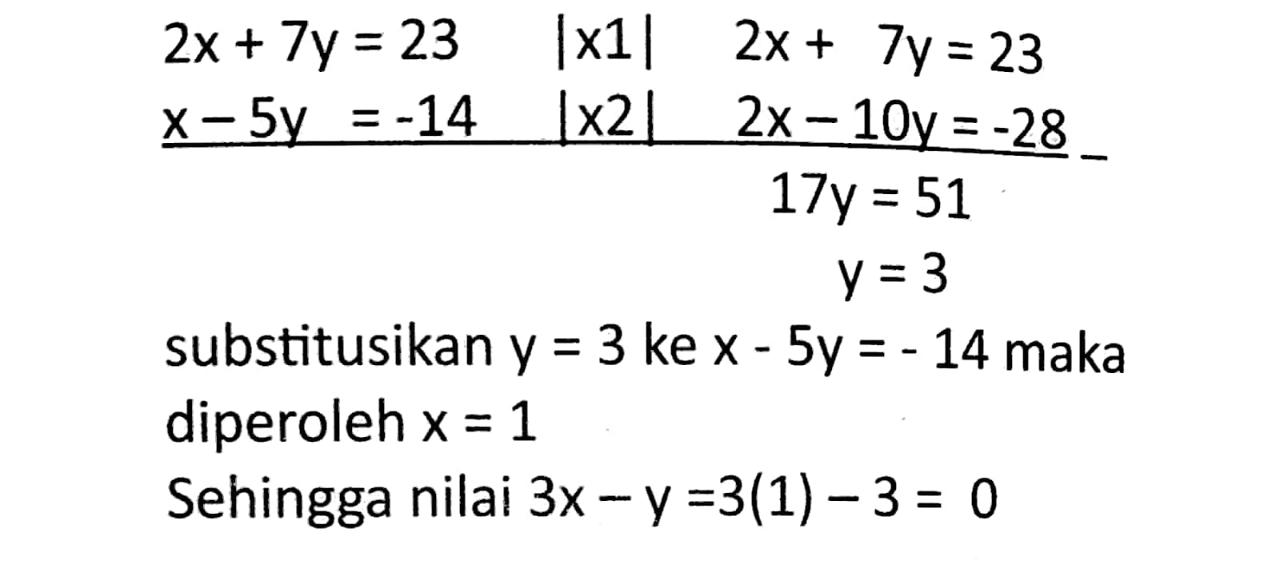 2x + 7y = 23 |x1| 2x + 7y = 23
x – 5y = -14 |x2| 2x – 10y = -28 –
17y = 51
y = 3
substitusikan y = 3 ke x - 5y = - 14 maka
diperoleh x = 1
Sehingga nilai 3x – y =3(1) – 3 = 0